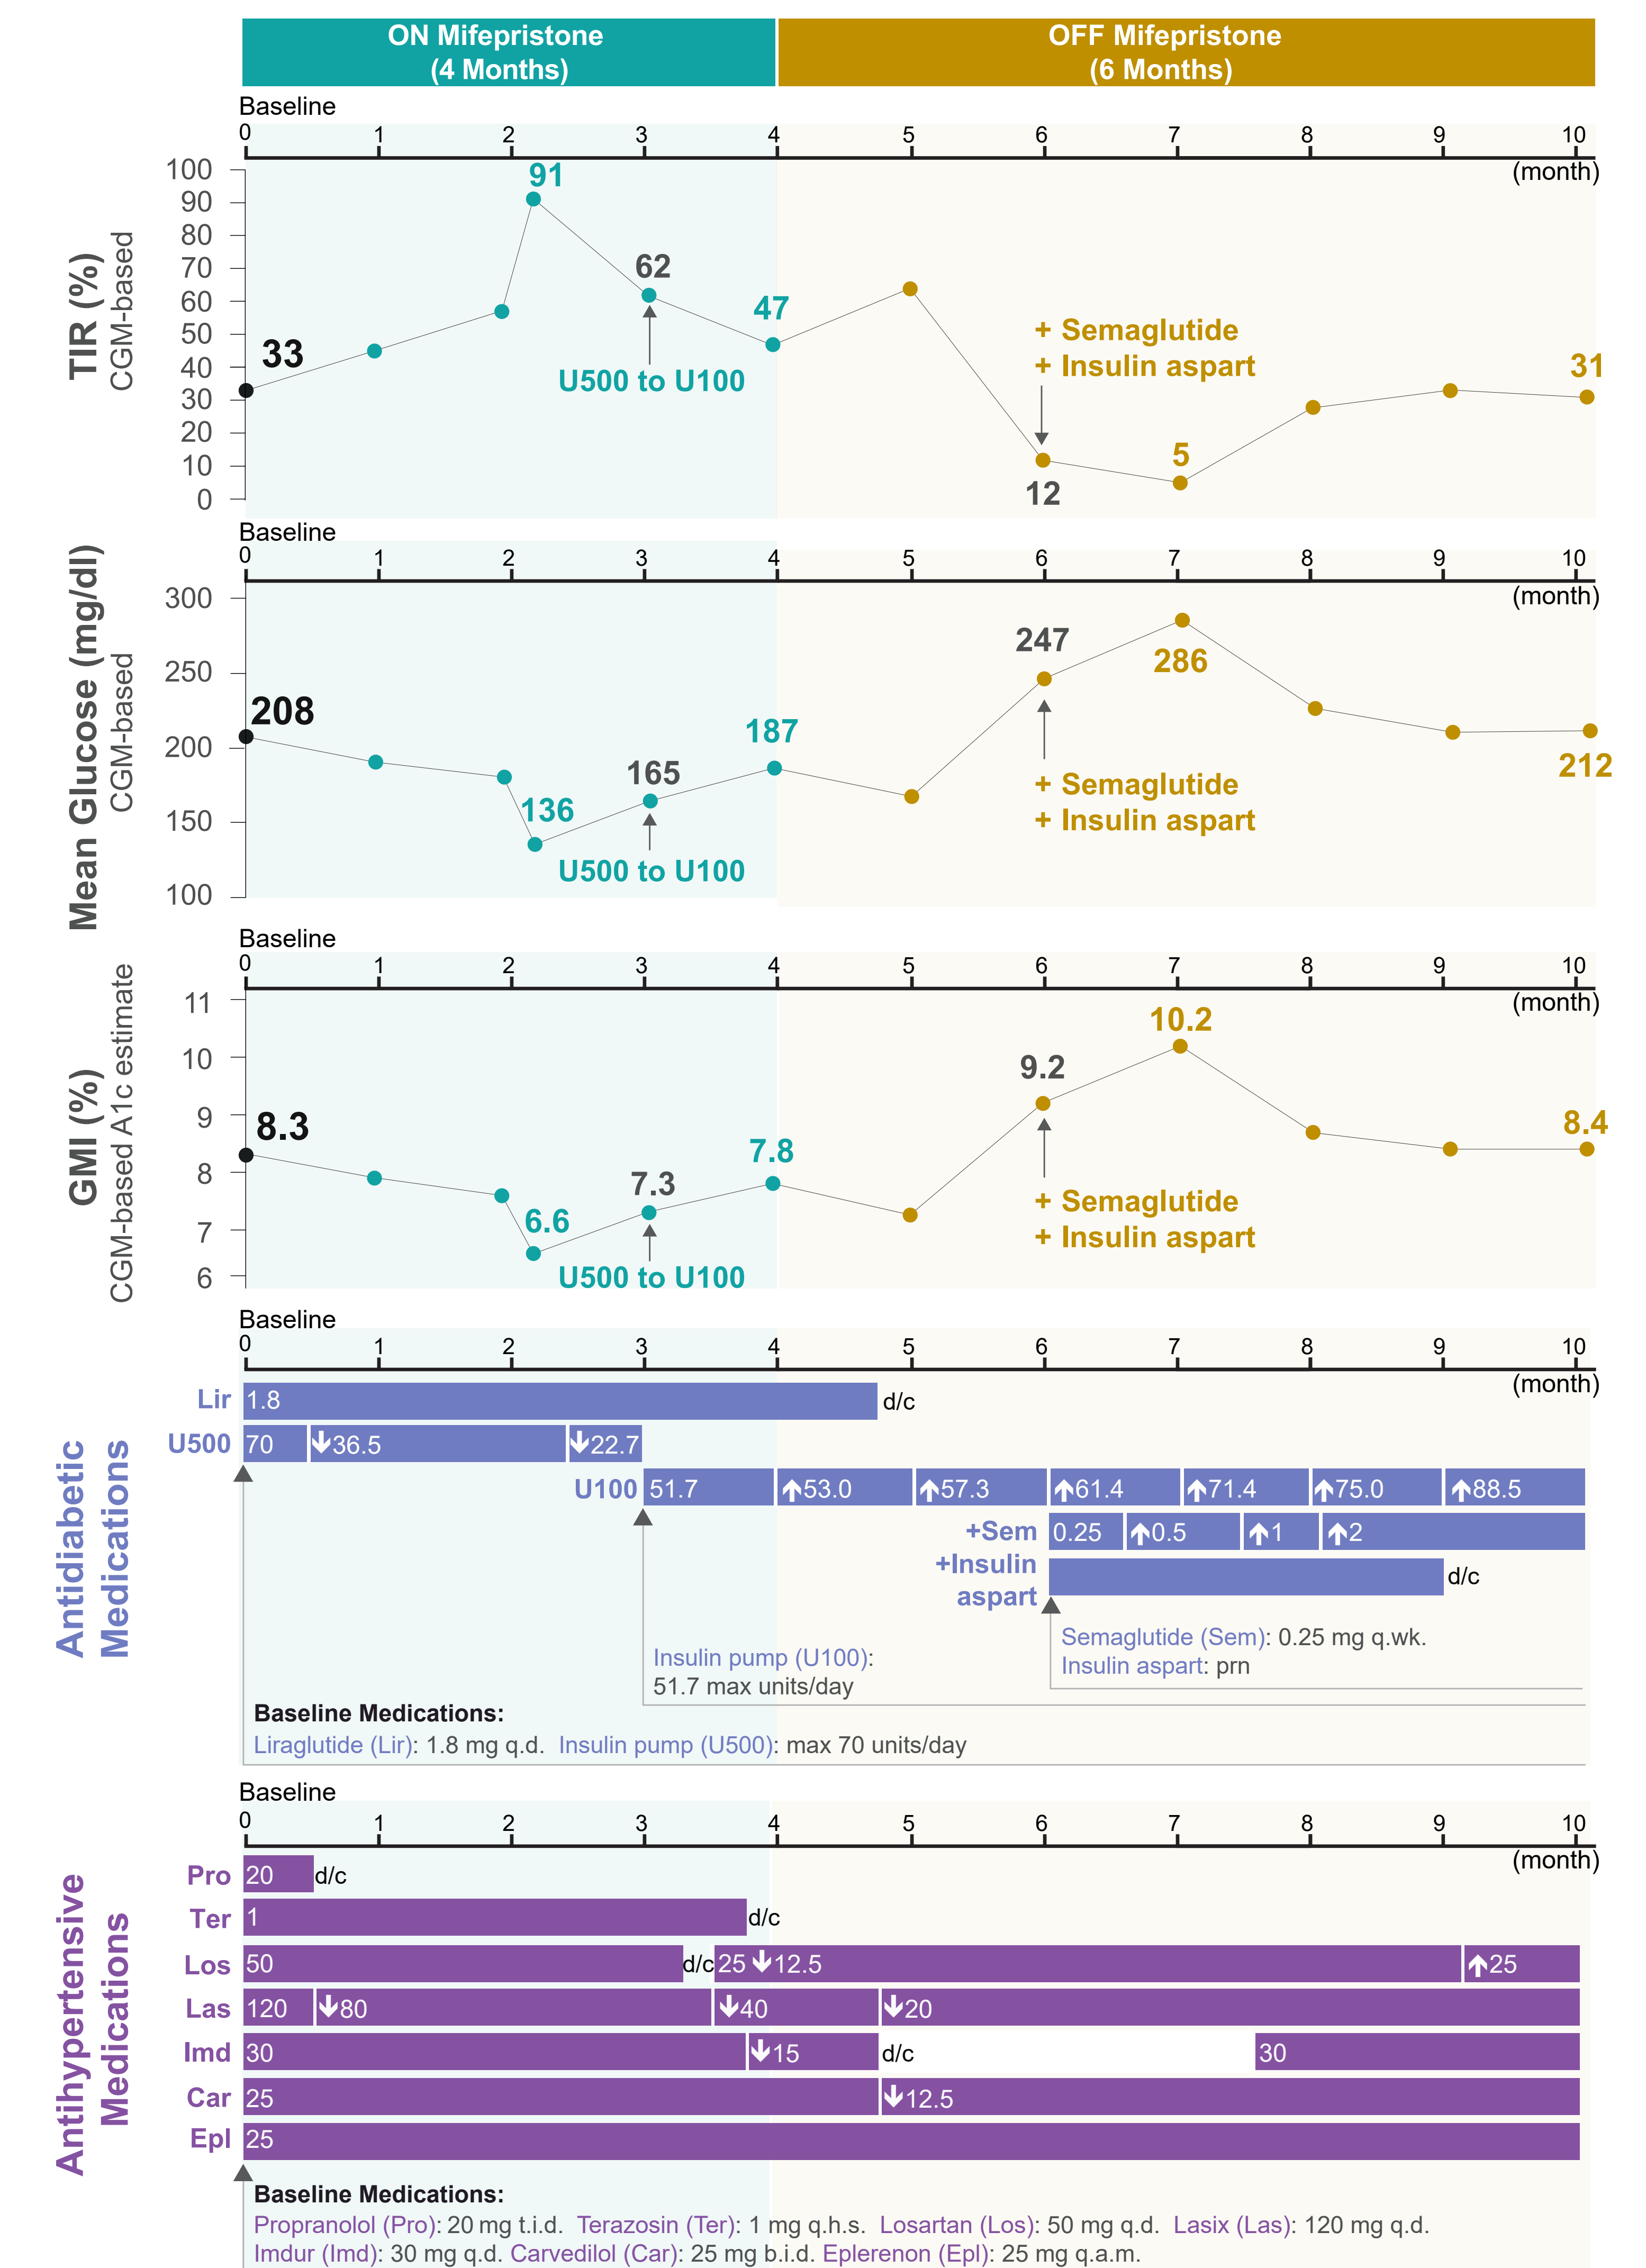 ON Mifepristone
(4 Months)
OFF Mifepristone
(6 Months)
Baseline
0 1 2 3 4 5 6 7 8 9 10
(month)
TIR (%)
CGM-based
100
90
80
70
60
50
40
30
20
10
0
33
91
62
U500 to U100
47
+ Semaglutide
+ Insulin aspart
12
5
31
Baseline
0 1 2 3 4 5 6 7 8 9 10
(month)
Mean Glucose (mg/dl)
CGM-based
300
250
200
150
100
208
136
165
U500 to U100
187
247
+ Semaglutide
+ Insulin aspart
286
212
Baseline
0 1 2 3 4 5 6 7 8 9 10
(month)
GMI (%)
CGM-based A1c estimate
11
10
9
8
7
6
8.3
6.6
7.3
U500 to U100
7.8
9.2
+ Semaglutide
+ Insulin aspart
10.2
8.4
Baseline
0 1 2 3 4 5 6 7 8 9 10
(month)
Antidiabetic
Medications
Lir 1.8 d/c
U500 70 ↓36.5 ↓22.7
U100 51.7 ↑53.0 ↑57.3 ↑61.4 ↑71.4 ↑75.0 ↑88.5
+Sem 0.25 ↑0.5 ↑1 ↑2
+Insulin
aspart
d/c
Semaglutide (Sem): 0.25 mg q.wk.
Insulin aspart: prn
Insulin pump (U100):
51.7 max units/day
Baseline Medications:
Liraglutide (Lir): 1.8 mg q.d. Insulin pump (U500): max 70 units/day
Baseline
0 1 2 3 4 5 6 7 8 9 10
(month)
Antihypertensive
Medications
Pro 20 d/c
Ter 1 d/c
Los 50 d/c 25 ↓12.5 ↑25
Las 120 ↓80 ↓40 ↓20
Imd 30 ↓15 d/c 30
Car 25 ↓12.5
Epl 25
Baseline Medications:
Propranolol (Pro): 20 mg t.i.d. Terazosin (Ter): 1 mg q.h.s. Losartan (Los): 50 mg q.d. Lasix (Las): 120 mg q.d.
Imdur (Imd): 30 mg q.d. Carvedilol (Car): 25 mg b.i.d. Eplerenon (Epl): 25 mg q.a.m.